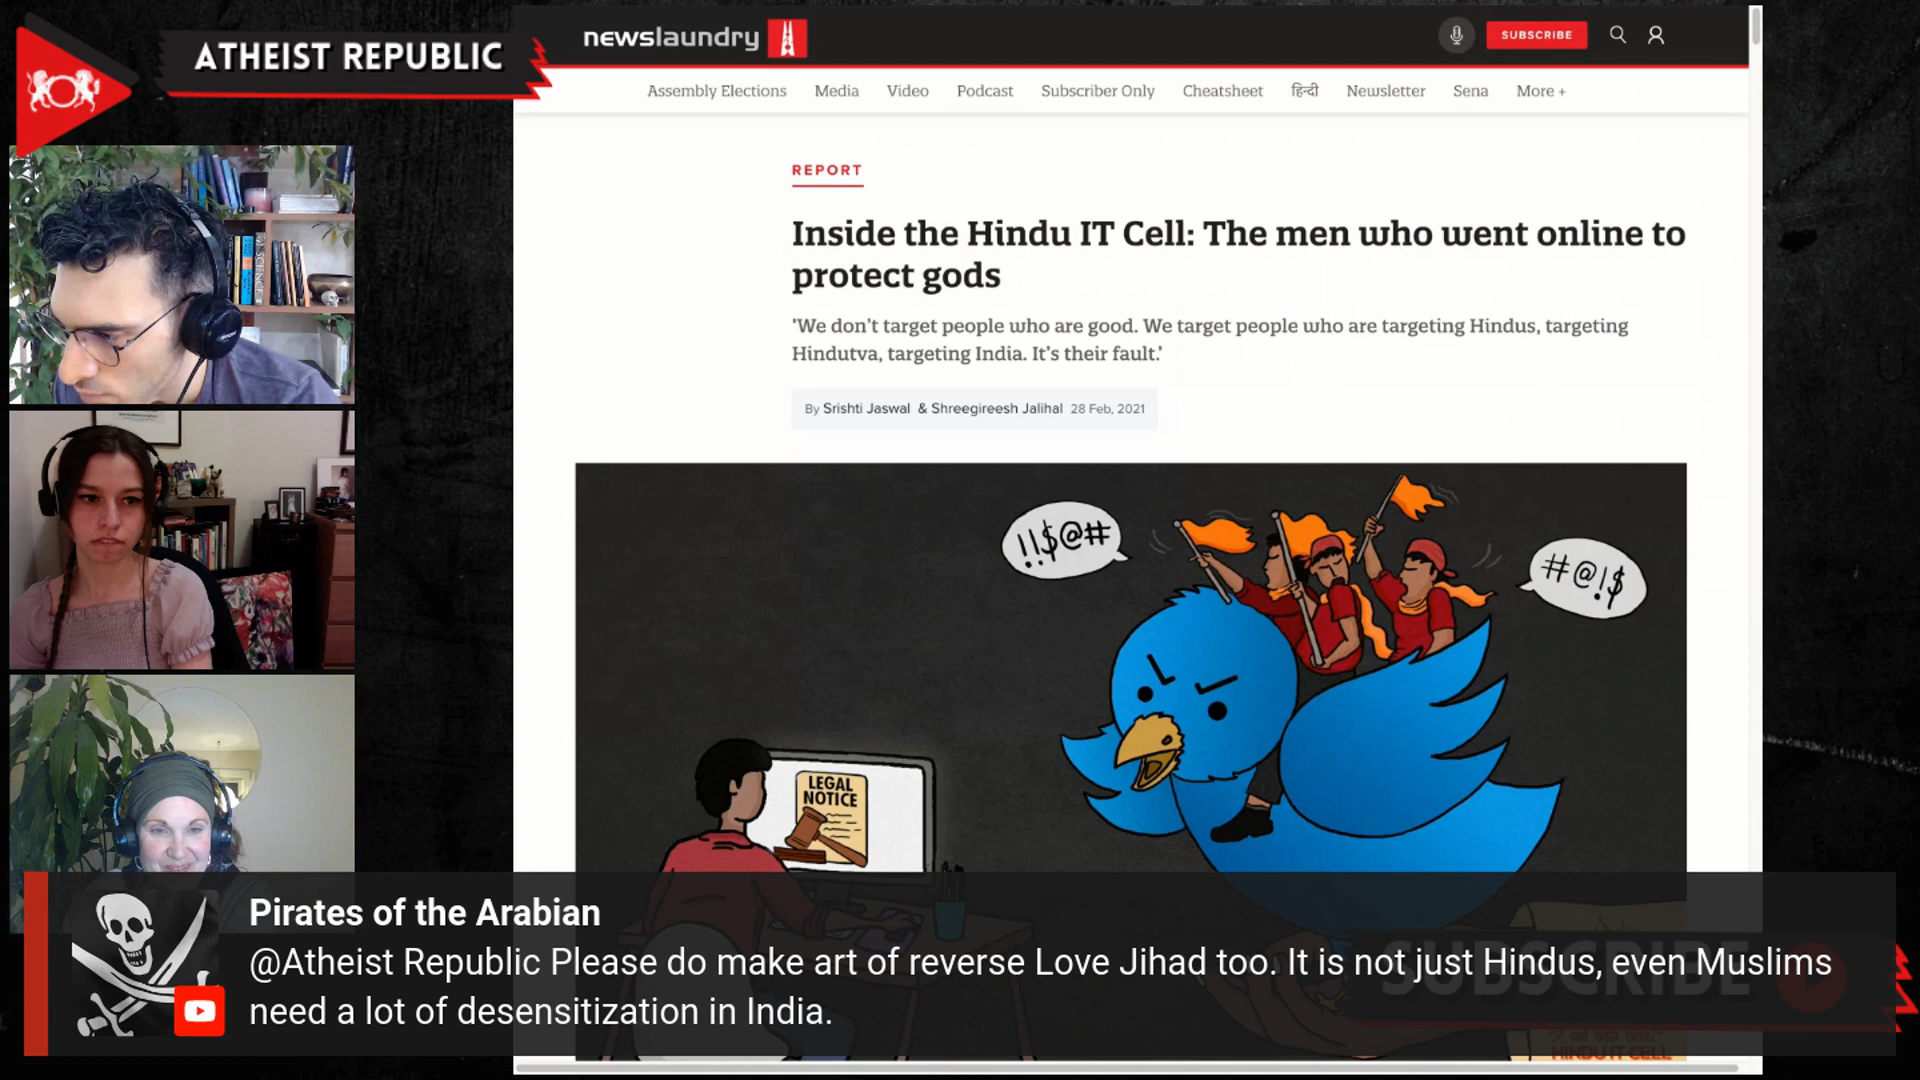 ATHEIST REPUBLIC
newslaundry
SUBSCRIBE
Assembly Elections Media Video Podcast Subscriber Only Cheatsheet हिन्दी Newsletter Sena More +
REPORT
Inside the Hindu IT Cell: The men who went online to
protect gods
'We don't target people who are good. We target people who are targeting Hindus, targeting
Hindutva, targeting India. It's their fault.'
By Srishti Jaswal & Shreegireesh Jalihal 28 Feb, 2021
!!$@#
#@!$
LEGAL
NOTICE
SCIENCE
Pirates of the Arabian
@Atheist Republic Please do make art of reverse Love Jihad too. It is not just Hindus, even Muslims
need a lot of desensitization in India.
SUBSCRIBE
HINDU IT CELL